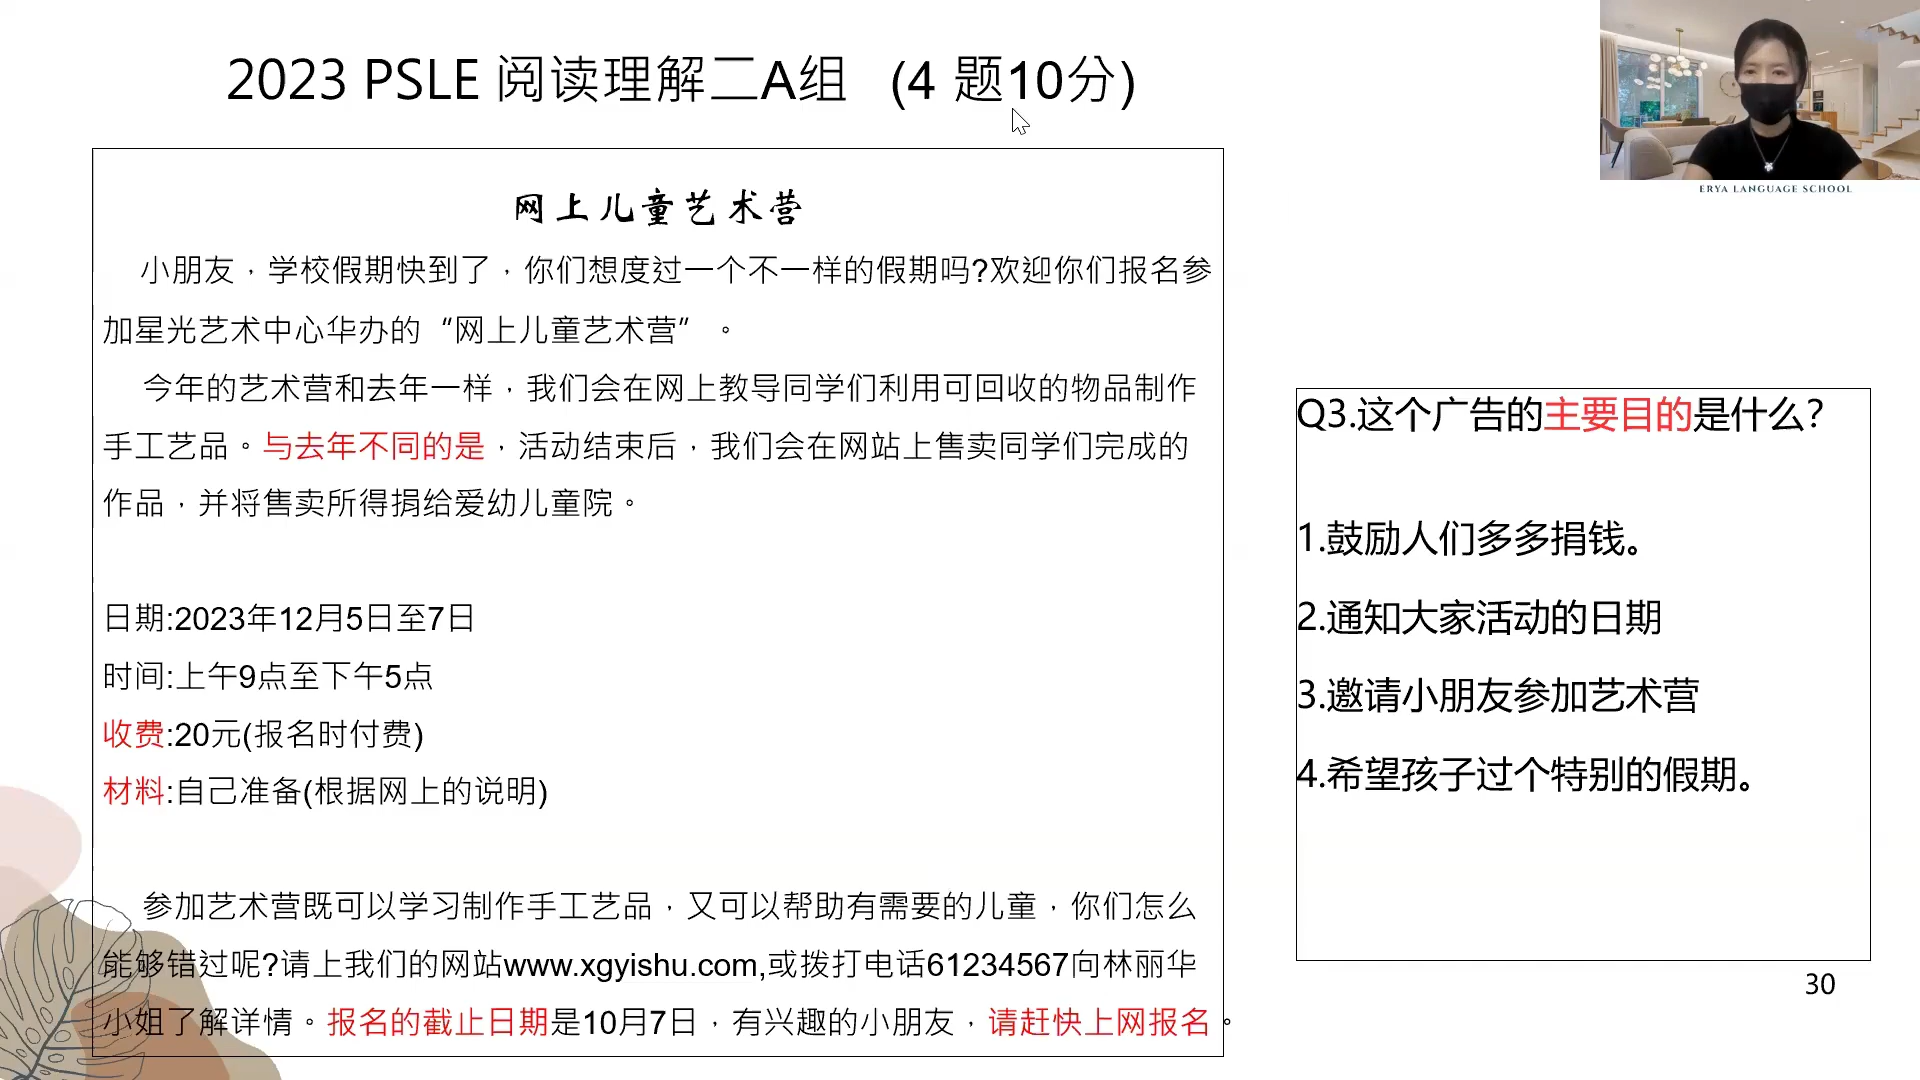 2023 PSLE 阅读理解二A组 (4 题10分)
ERYA LANGUAGE SCHOOL
网上儿童艺术营
小朋友，学校假期快到了，你们想度过一个不一样的假期吗?欢迎你们报名参
加星光艺术中心华办的“网上儿童艺术营”。
今年的艺术营和去年一样，我们会在网上教导同学们利用可回收的物品制作
手工艺品。与去年不同的是，活动结束后，我们会在网站上售卖同学们完成的
作品，并将售卖所得捐给爱幼儿童院。
日期:2023年12月5日至7日
时间:上午9点至下午5点
收费:20元(报名时付费)
材料:自己准备(根据网上的说明)
参加艺术营既可以学习制作手工艺品，又可以帮助有需要的儿童，你们怎么
能够错过呢?请上我们的网站www.xgyishu.com,或拨打电话61234567向林丽华
小姐了解详情。报名的截止日期是10月7日，有兴趣的小朋友，请赶快上网报名。
Q3.这个广告的主要目的是什么？
1.鼓励人们多多捐钱。
2.通知大家活动的日期
3.邀请小朋友参加艺术营
4.希望孩子过个特别的假期。
30